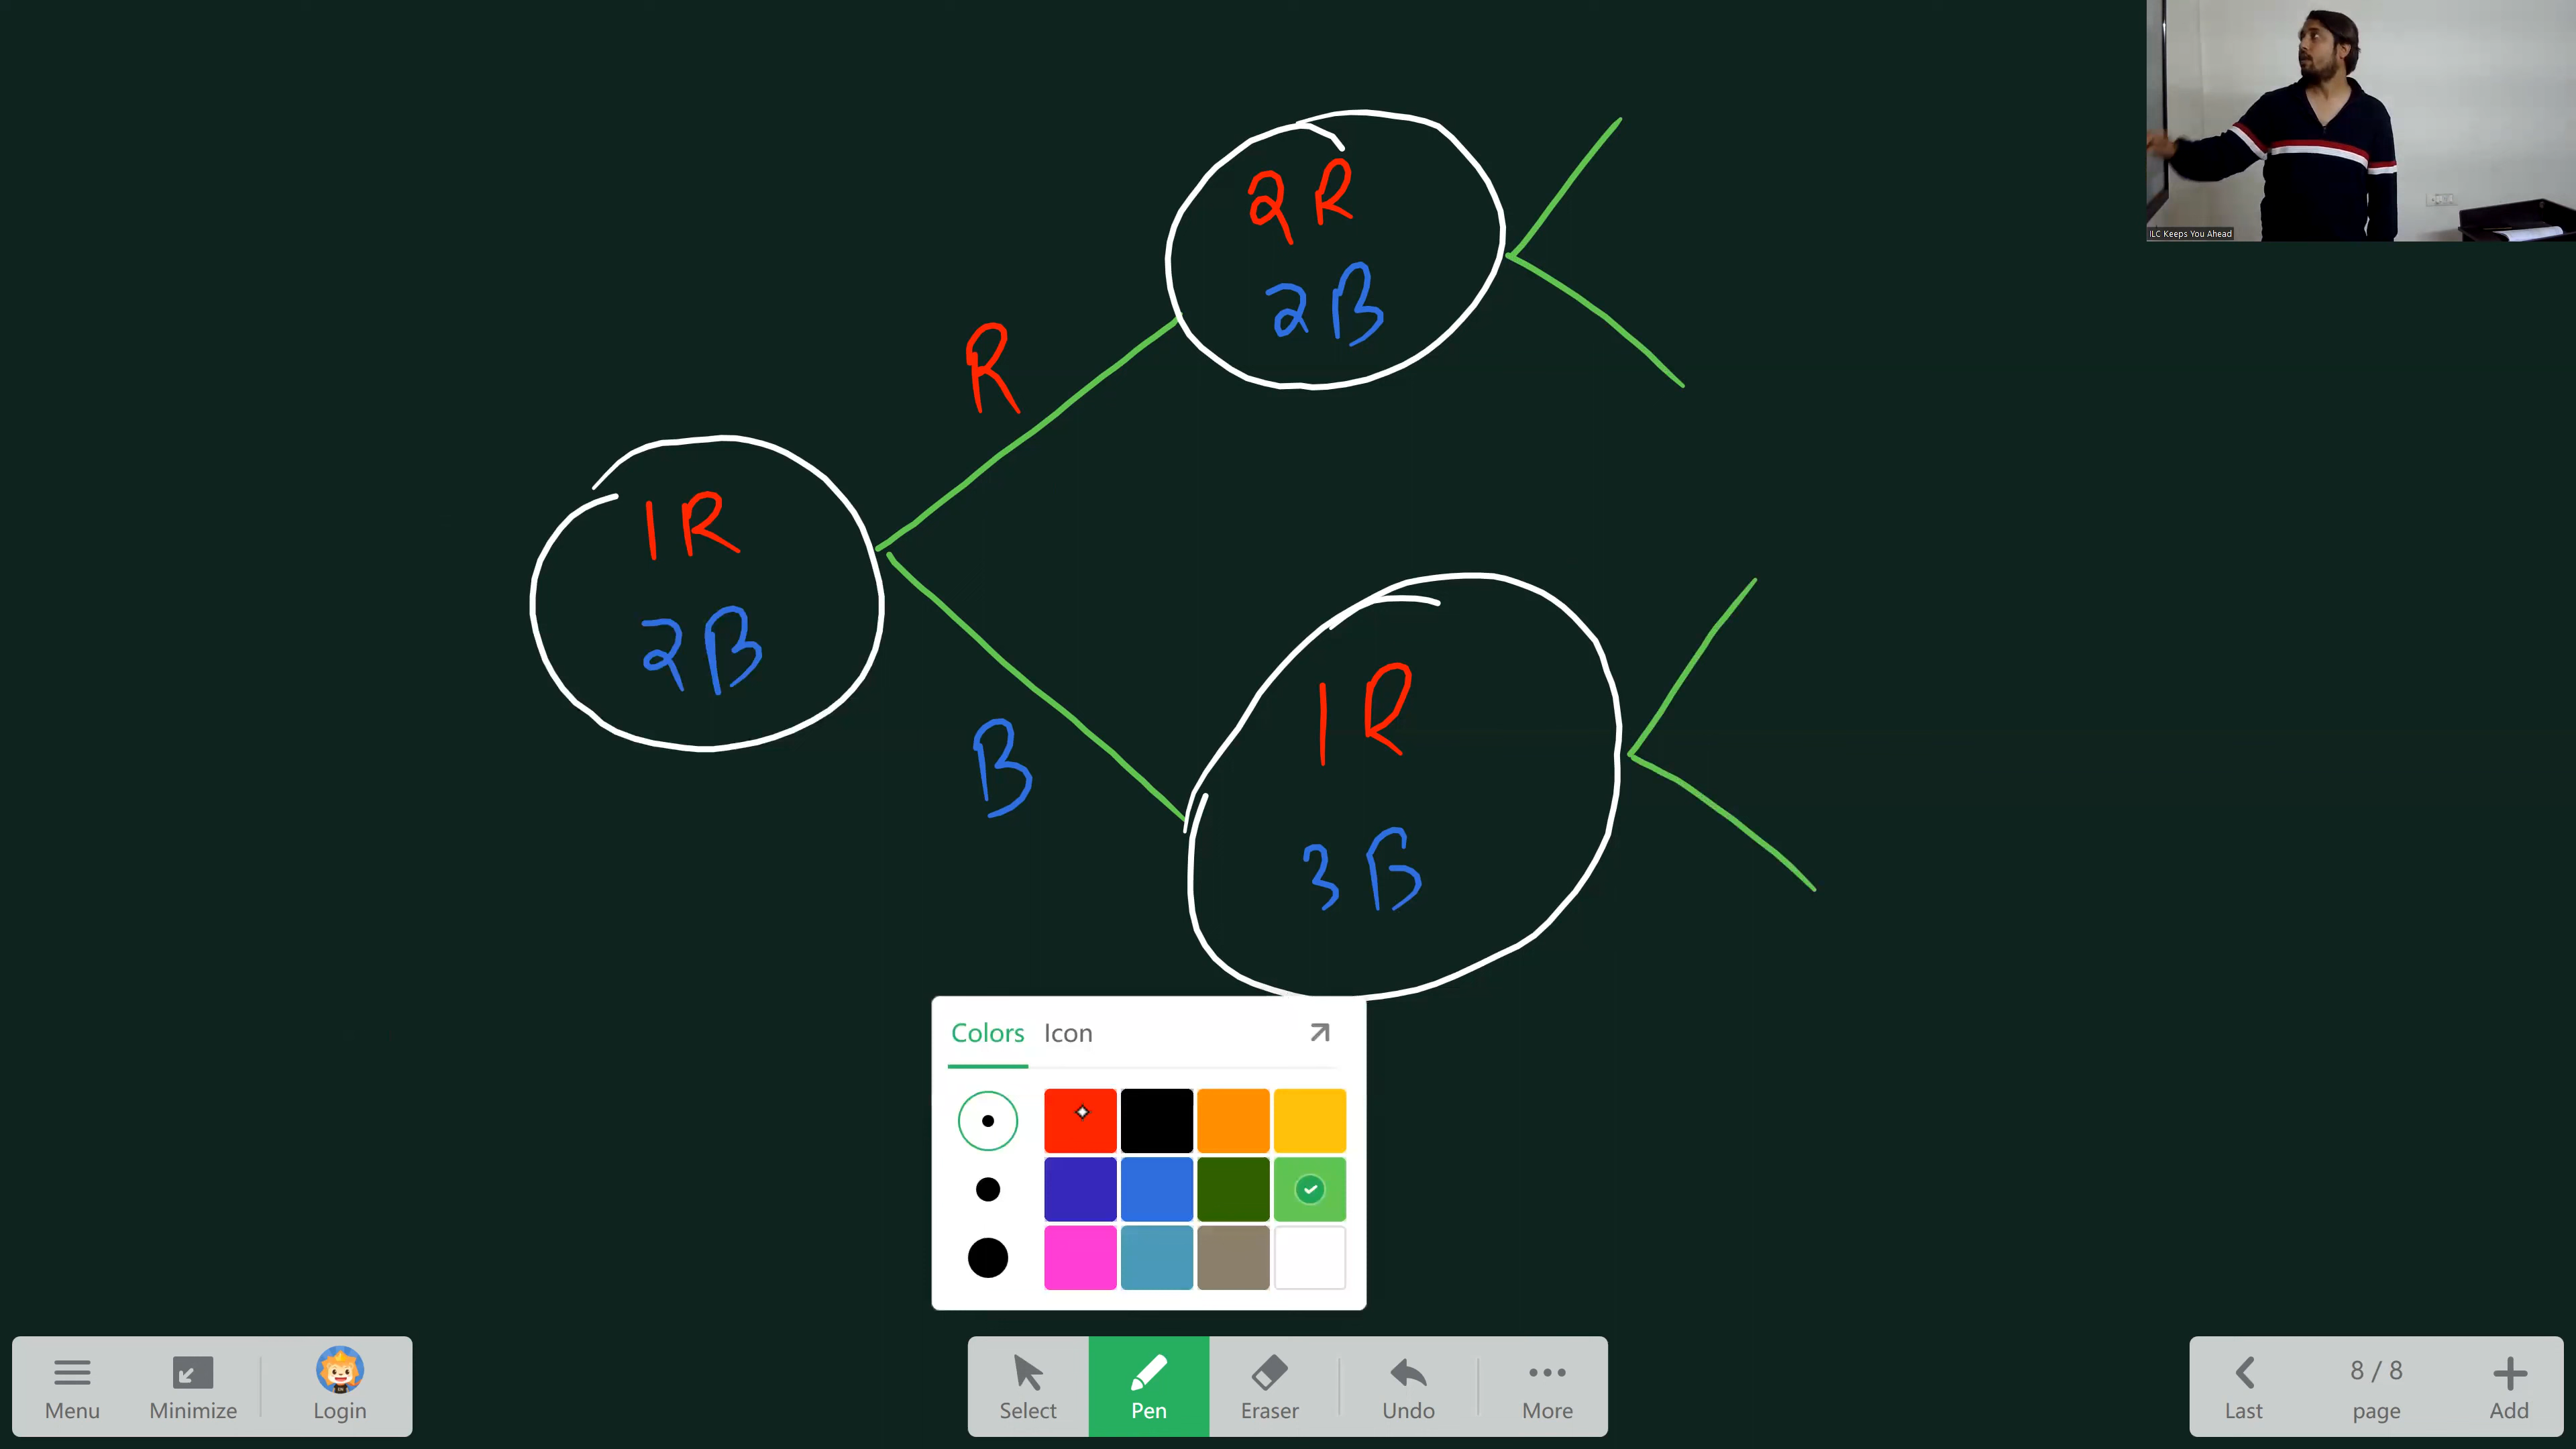 ILC Keeps You Ahead
2R
2B
R
1R
2B
B
1R
3B
Colors Icon
Menu Minimize Login
Select Pen Eraser Undo More
Last 8 / 8 page Add